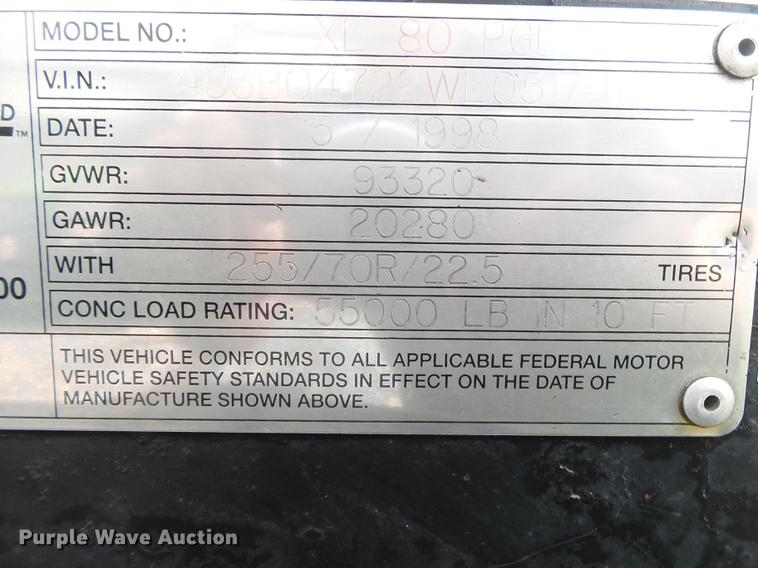 MODEL NO.: XL 80 PGL
V.I.N.:
D ™
DATE: 5 / 1998
GVWR: 93320
GAWR: 20280
WITH 255/70R/22.5 TIRES
00
CONC LOAD RATING: 55000 LB IN 10 FT
THIS VEHICLE CONFORMS TO ALL APPLICABLE FEDERAL MOTOR
VEHICLE SAFETY STANDARDS IN EFFECT ON THE DATE OF
MANUFACTURE SHOWN ABOVE.
Purple Wave Auction